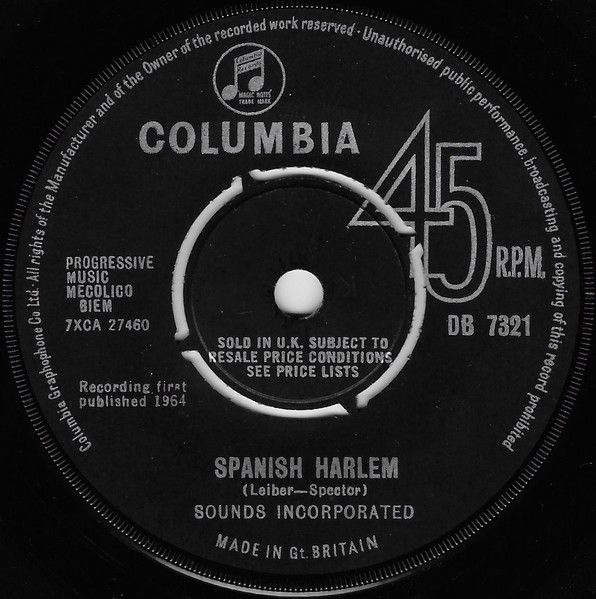 Columbia Graphophone Co. Ltd. · All rights of the Manufacturer and of the Owner of the recorded work reserved · Unauthorised public performance, broadcasting and copying of this record prohibited
MAGIC NOTES
TRADE MARK
COLUMBIA
45
R.P.M.
PROGRESSIVE
MUSIC
MECOLICO
BIEM
7XCA 27460
DB 7321
SOLD IN U.K. SUBJECT TO
RESALE PRICE CONDITIONS
SEE PRICE LISTS
Recording first
published 1964
SPANISH HARLEM
(Leiber—Spector)
SOUNDS INCORPORATED
MADE IN Gt. BRITAIN